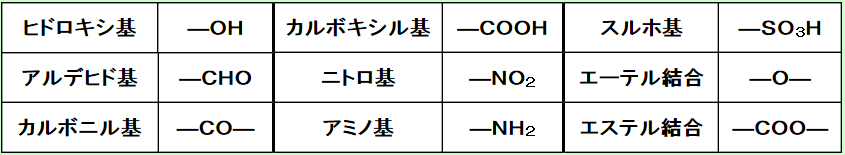 ヒドロキシ基 —OH カルボキシル基 —COOH スルホ基 —SO₃H
アルデヒド基 —CHO ニトロ基 —NO₂ エーテル結合 —O—
カルボニル基 —CO— アミノ基 —NH₂ エステル結合 —COO—